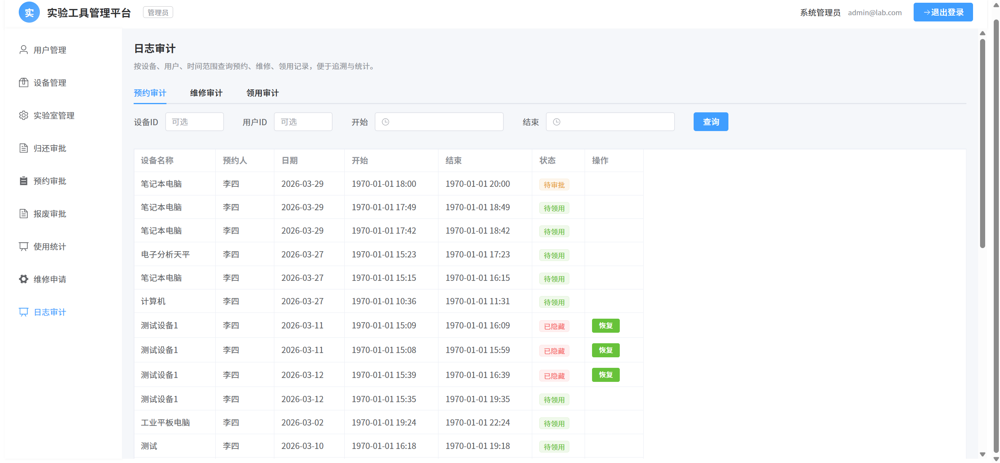 实 实验工具管理平台 管理员 系统管理员 admin@lab.com 退出登录
用户管理
设备管理
实验室管理
归还审批
预约审批
报废审批
使用统计
维修申请
日志审计
日志审计
按设备、用户、时间范围查询预约、维修、领用记录，便于追溯与统计。
预约审计 维修审计 领用审计
设备ID 可选 用户ID 可选 开始 结束 查询
设备名称 预约人 日期 开始 结束 状态 操作
笔记本电脑 李四 2026-03-29 1970-01-01 18:00 1970-01-01 20:00 待审批
笔记本电脑 李四 2026-03-29 1970-01-01 17:49 1970-01-01 18:49 待领用
笔记本电脑 李四 2026-03-29 1970-01-01 17:42 1970-01-01 18:42 待领用
电子分析天平 李四 2026-03-27 1970-01-01 15:23 1970-01-01 17:23 待领用
笔记本电脑 李四 2026-03-27 1970-01-01 15:15 1970-01-01 16:15 待领用
计算机 李四 2026-03-27 1970-01-01 10:36 1970-01-01 11:31 待领用
测试设备1 李四 2026-03-11 1970-01-01 15:09 1970-01-01 16:09 已隐藏 恢复
测试设备1 李四 2026-03-11 1970-01-01 15:08 1970-01-01 15:59 已隐藏 恢复
测试设备1 李四 2026-03-12 1970-01-01 15:39 1970-01-01 16:39 已隐藏 恢复
测试设备1 李四 2026-03-12 1970-01-01 15:35 1970-01-01 19:35 待领用
工业平板电脑 李四 2026-03-02 1970-01-01 19:24 1970-01-01 22:24 待领用
测试 李四 2026-03-10 1970-01-01 16:18 1970-01-01 19:18 待领用